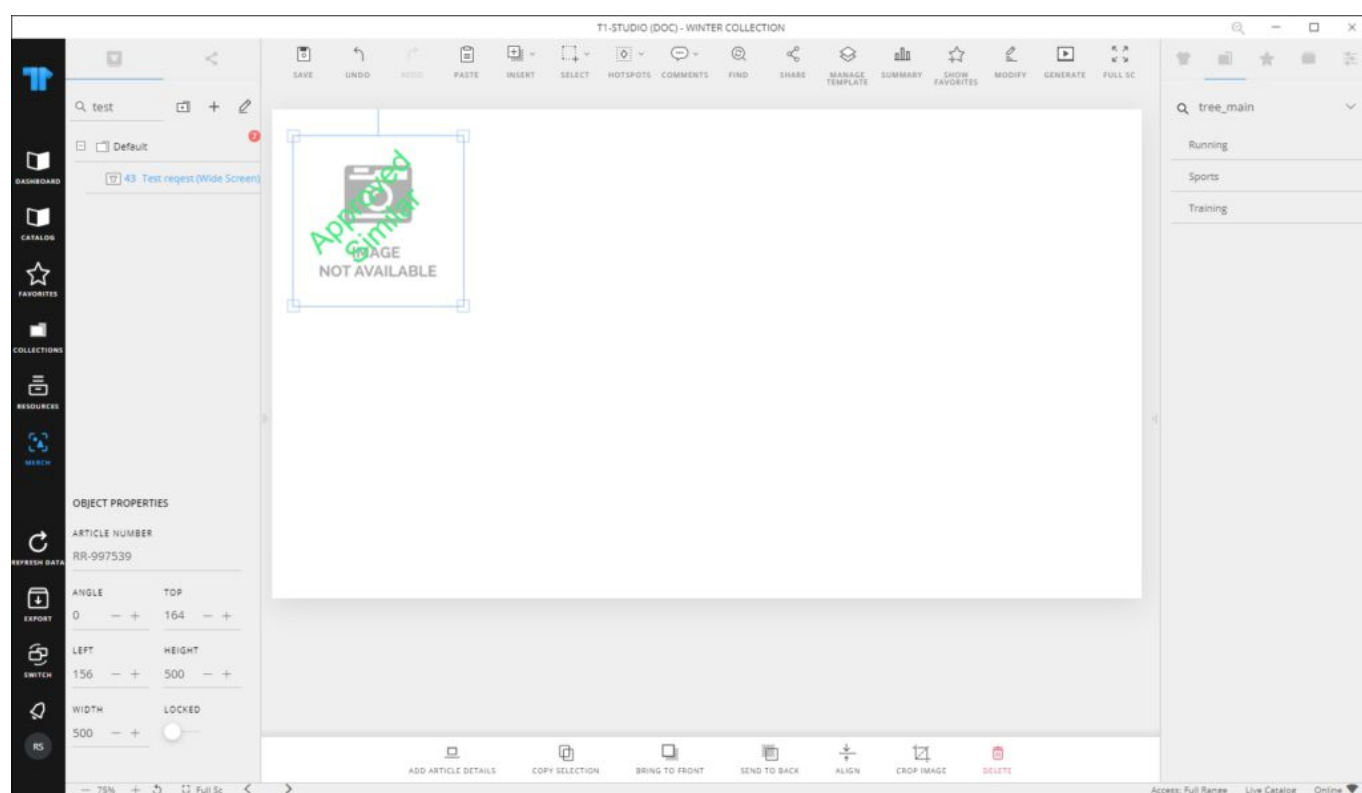 T1-STUDIO (DOC) - WINTER COLLECTION
SAVE
UNDO
REDO
PASTE
INSERT
SELECT
HOTSPOTS
COMMENTS
FIND
SHARE
MANAGE
TEMPLATE
SUMMARY
SHOW
FAVORITES
MODIFY
GENERATE
FULL SC
DASHBOARD
CATALOG
FAVORITES
COLLECTIONS
RESOURCES
MERCH
REFRESH DATA
EXPORT
SWITCH
RS
test
7
Default
43 Test reqest (Wide Screen)
OBJECT PROPERTIES
ARTICLE NUMBER
RR-997539
ANGLE TOP
0 — + 164 — +
LEFT HEIGHT
156 — + 500 — +
WIDTH LOCKED
500 — +
Approved
Similar
IMAGE
NOT AVAILABLE
tree_main
Running
Sports
Training
ADD ARTICLE DETAILS
COPY SELECTION
BRING TO FRONT
SEND TO BACK
ALIGN
CROP IMAGE
DELETE
— 75% + Full Sc
Access: Full Range Live Catalog Online